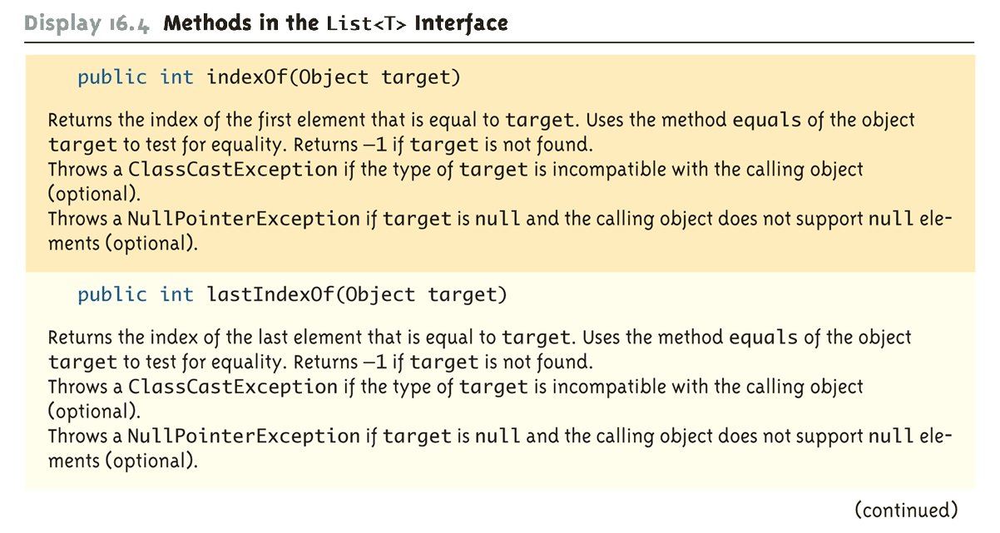 Display 16.4 Methods in the List<T> Interface
public int indexOf(Object target)
Returns the index of the first element that is equal to target. Uses the method equals of the object
target to test for equality. Returns –1 if target is not found.
Throws a ClassCastException if the type of target is incompatible with the calling object
(optional).
Throws a NullPointerException if target is null and the calling object does not support null ele-
ments (optional).
public int lastIndexOf(Object target)
Returns the index of the last element that is equal to target. Uses the method equals of the object
target to test for equality. Returns –1 if target is not found.
Throws a ClassCastException if the type of target is incompatible with the calling object
(optional).
Throws a NullPointerException if target is null and the calling object does not support null ele-
ments (optional).
(continued)